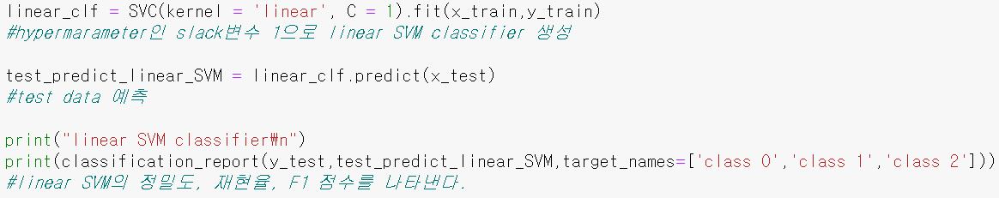 linear_clf = SVC(kernel = 'linear', C = 1).fit(x_train,y_train)
#hypermarameter인 slack변수 1으로 linear SVM classifier 생성
test_predict_linear_SVM = linear_clf.predict(x_test)
#test data 예측
print("linear SVM classifier₩n")
print(classification_report(y_test,test_predict_linear_SVM,target_names=['class 0','class 1','class 2']))
#linear SVM의 정밀도, 재현율, F1 점수를 나타낸다.